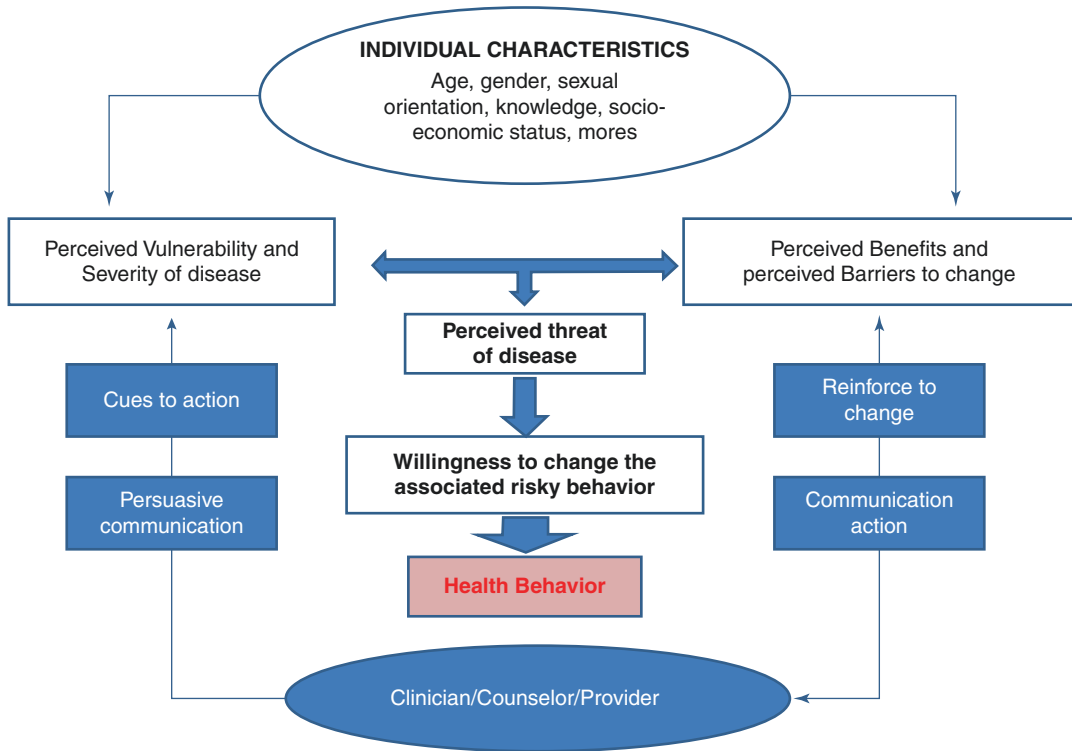 INDIVIDUAL CHARACTERISTICS
Age, gender, sexual
orientation, knowledge, socio-
economic status, mores
Perceived Vulnerability and
Severity of disease
Perceived Benefits and
perceived Barriers to change
Perceived threat
of disease
Cues to action
Reinforce to
change
Willingness to change the
associated risky behavior
Persuasive
communication
Communication
action
Health Behavior
Clinician/Counselor/Provider